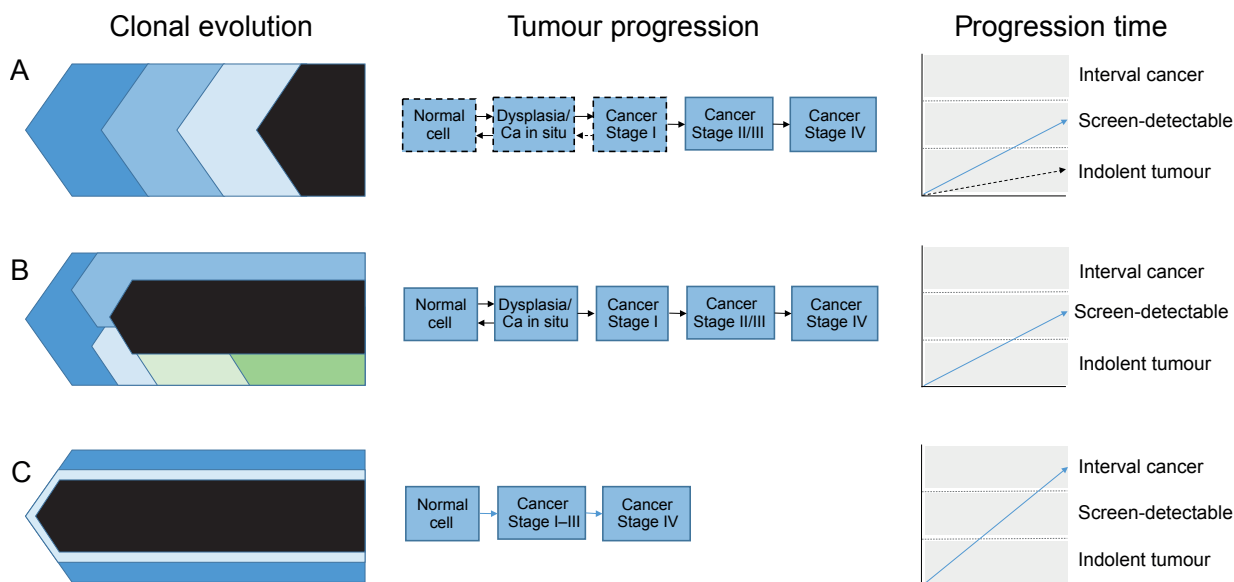 Clonal evolution
Tumour progression
Progression time
A
Normal
cell
Dysplasia/
Ca in situ
Cancer
Stage I
Cancer
Stage II/III
Cancer
Stage IV
Interval cancer
Screen-detectable
Indolent tumour
B
Normal
cell
Dysplasia/
Ca in situ
Cancer
Stage I
Cancer
Stage II/III
Cancer
Stage IV
Interval cancer
Screen-detectable
Indolent tumour
C
Normal
cell
Cancer
Stage I–III
Cancer
Stage IV
Interval cancer
Screen-detectable
Indolent tumour